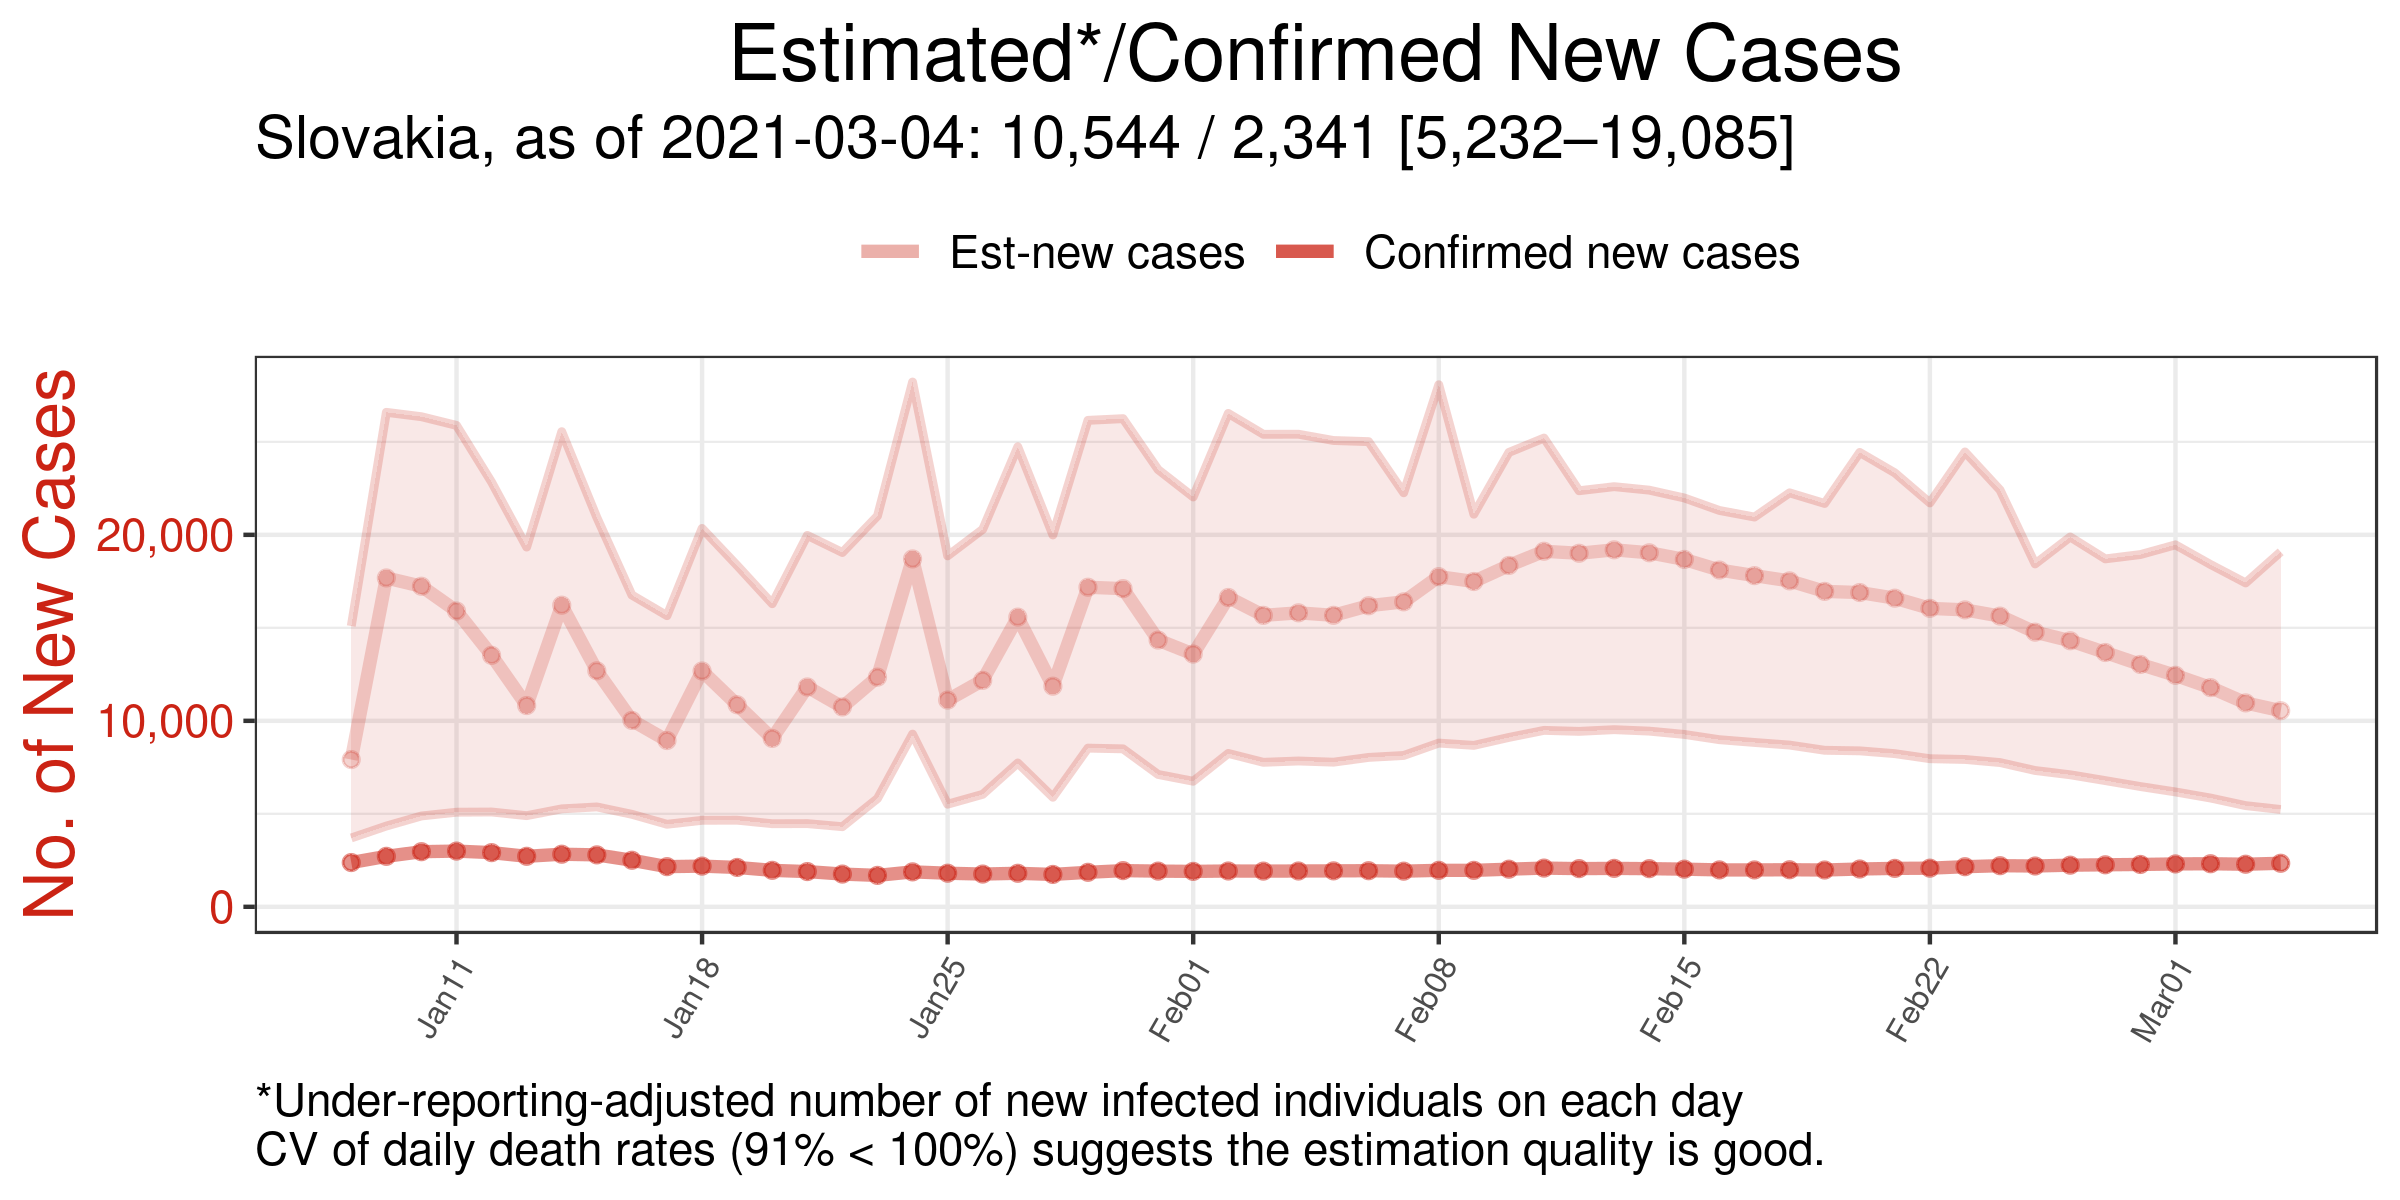 Estimated*/Confirmed New Cases
Slovakia, as of 2021-03-04: 10,544 / 2,341 [5,232–19,085]
Est-new cases
Confirmed new cases
No. of New Cases
20,000
10,000
0
Jan11
Jan18
Jan25
Feb01
Feb08
Feb15
Feb22
Mar01
*Under-reporting-adjusted number of new infected individuals on each day
CV of daily death rates (91% < 100%) suggests the estimation quality is good.